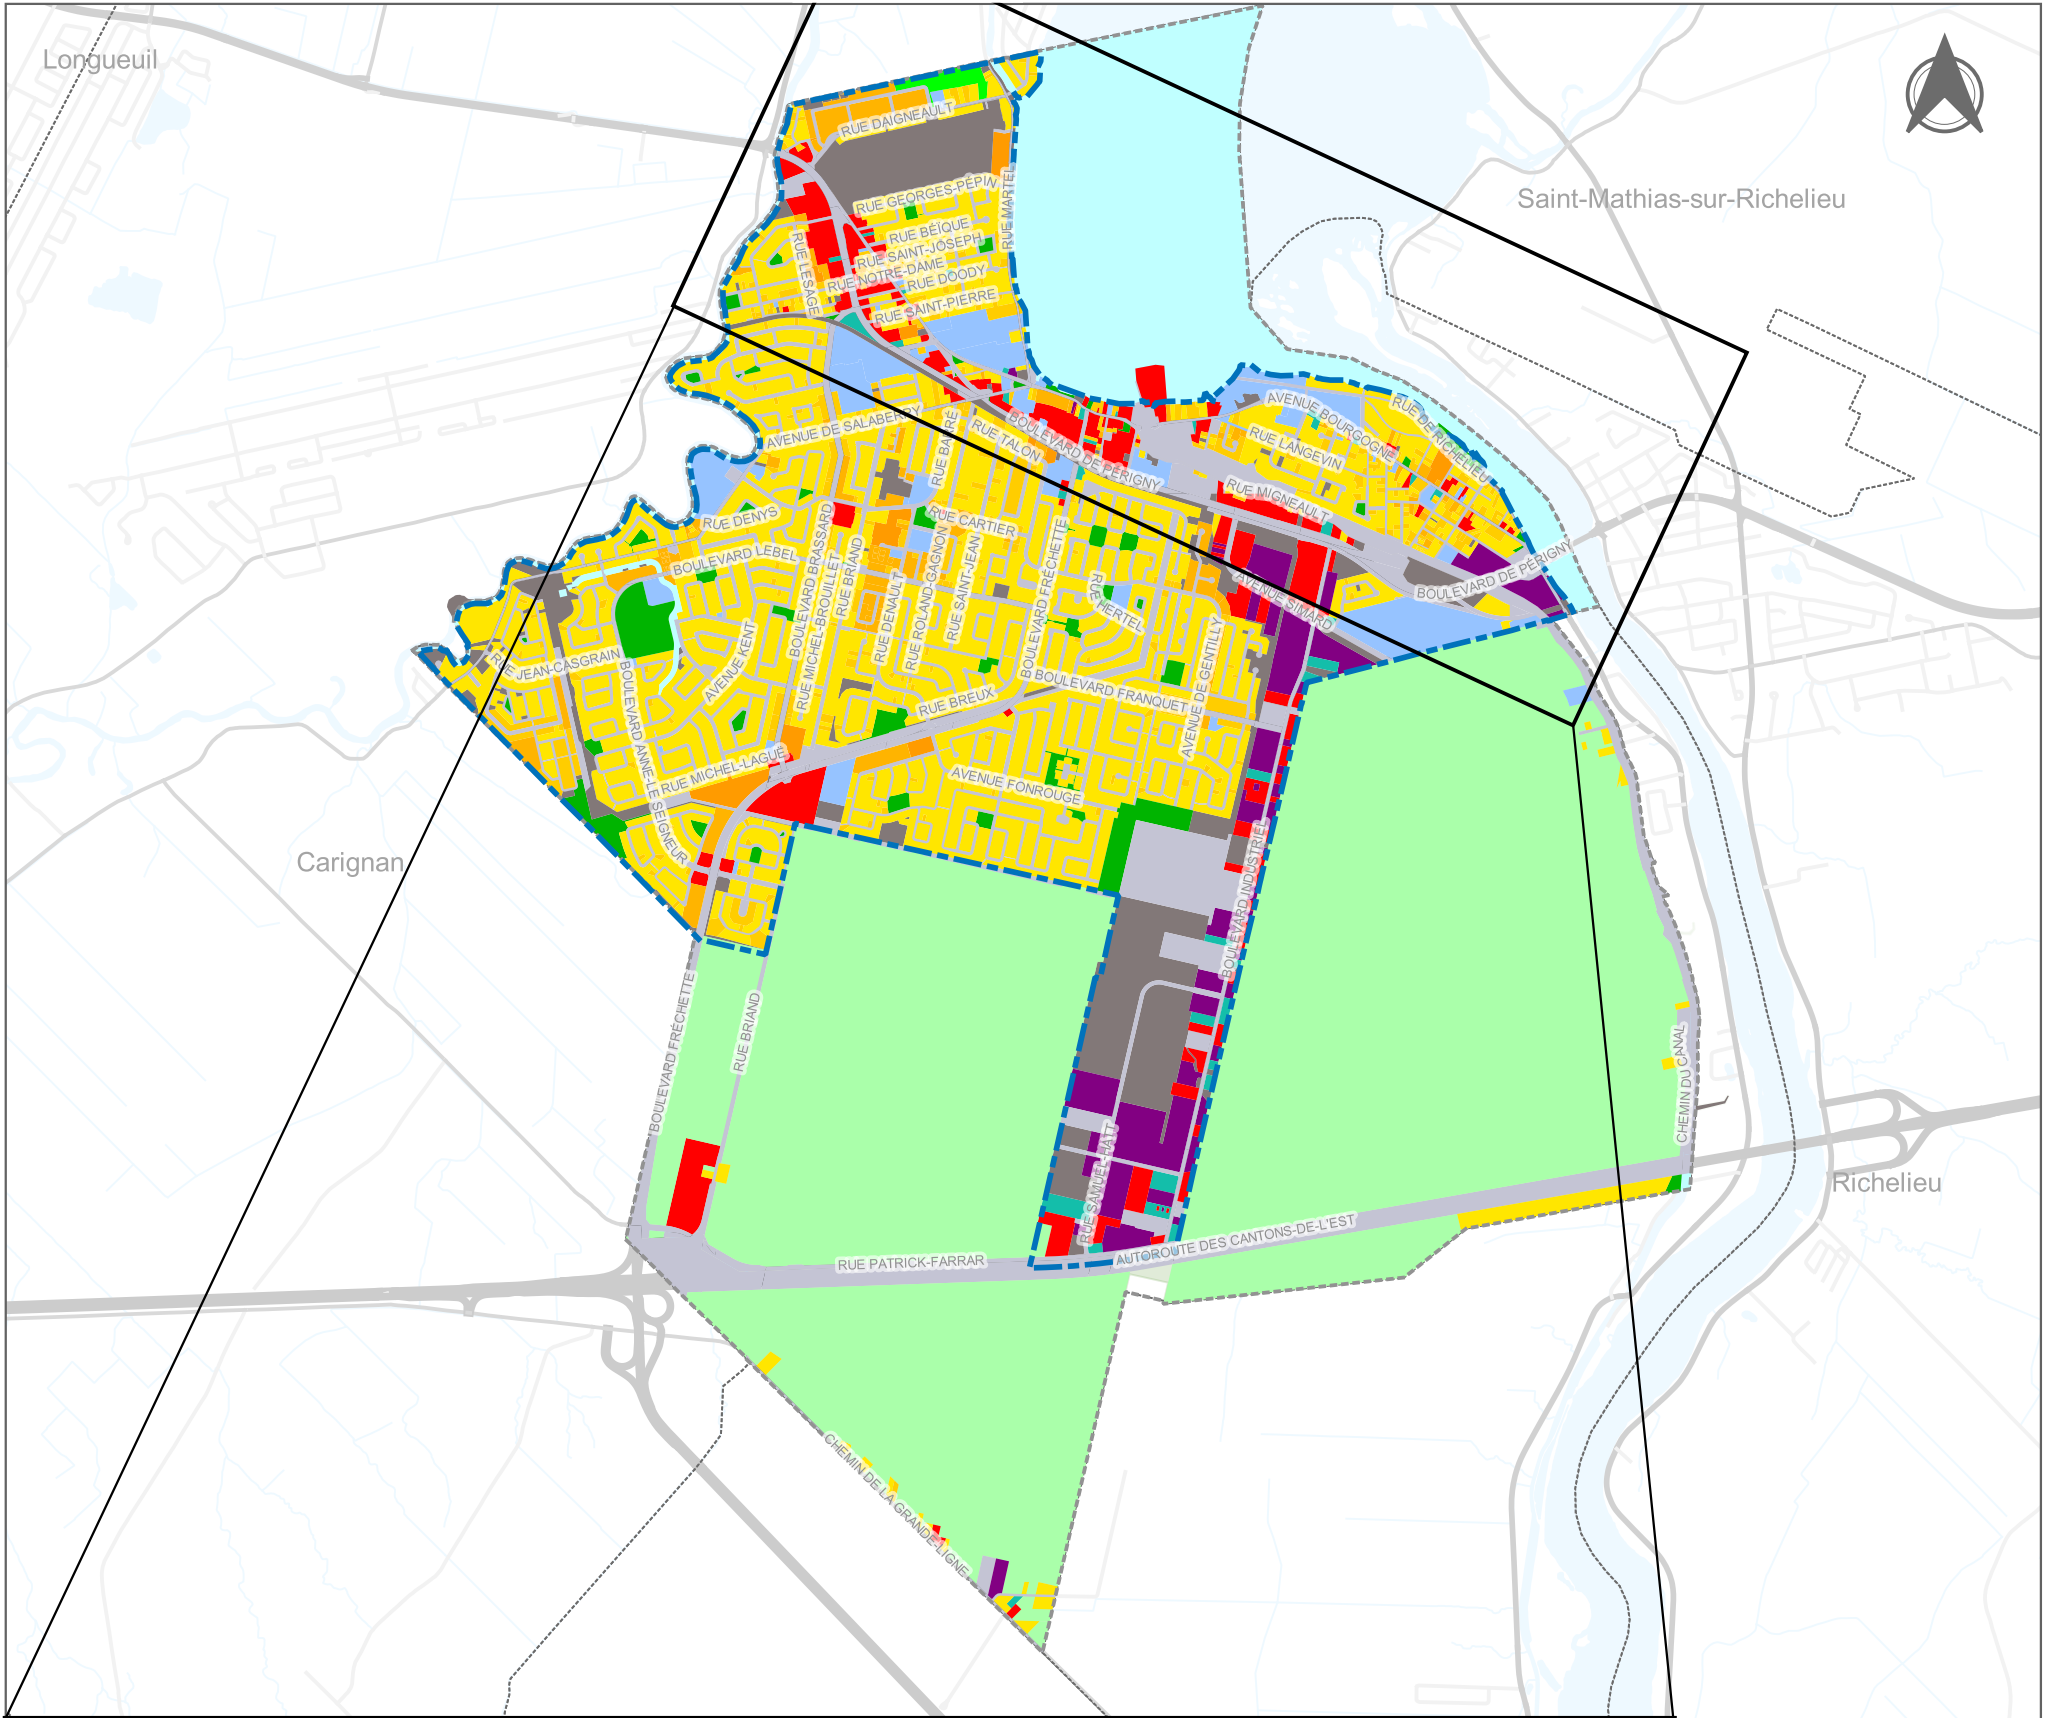 Longueuil
Saint-Mathias-sur-Richelieu
RUE DAIGNEAULT
RUE GEORGES-PÉPIN
RUE MARTEL
RUE BÉÏQUE
RUE SAINT-JOSEPH
RUE NOTRE-DAME
RUE DOODY
RUE SAINT-PIERRE
RUE LESAGE
AVENUE DE SALABERRY
RUE BARRÉ
RUE TALON
BOULEVARD DE PÉRIGNY
AVENUE BOURGOGNE
RUE DE RICHELIEU
RUE LANGEVIN
RUE MIGNEAULT
RUE DENYS
RUE CARTIER
BOULEVARD LEBEL
BOULEVARD BRASSARD
RUE MICHEL-BROUILLET
RUE BRIAND
RUE DENAULT
RUE ROLAND-GAGNON
RUE SAINT-JEAN
BOULEVARD FRÉCHETTE
RUE HERTEL
AVENUE SIMARD
BOULEVARD DE PÉRIGNY
AVENUE DE GENTILLY
RUE JEAN-CASGRAIN
AVENUE KENT
BOULEVARD ANNE-LE SEIGNEUR
BOULEVARD FRANQUET
RUE BREUX
RUE MICHEL-LAGUÉ
AVENUE FONROUGE
BOULEVARD INDUSTRIEL
Carignan
BOULEVARD FRÉCHETTE
RUE BRIAND
CHEMIN DU CANAL
RUE SAMUEL-HATT
Richelieu
RUE PATRICK-FARRAR
AUTOROUTE DES CANTONS-DE-L'EST
CHEMIN DE LA GRANDE-LIGNE